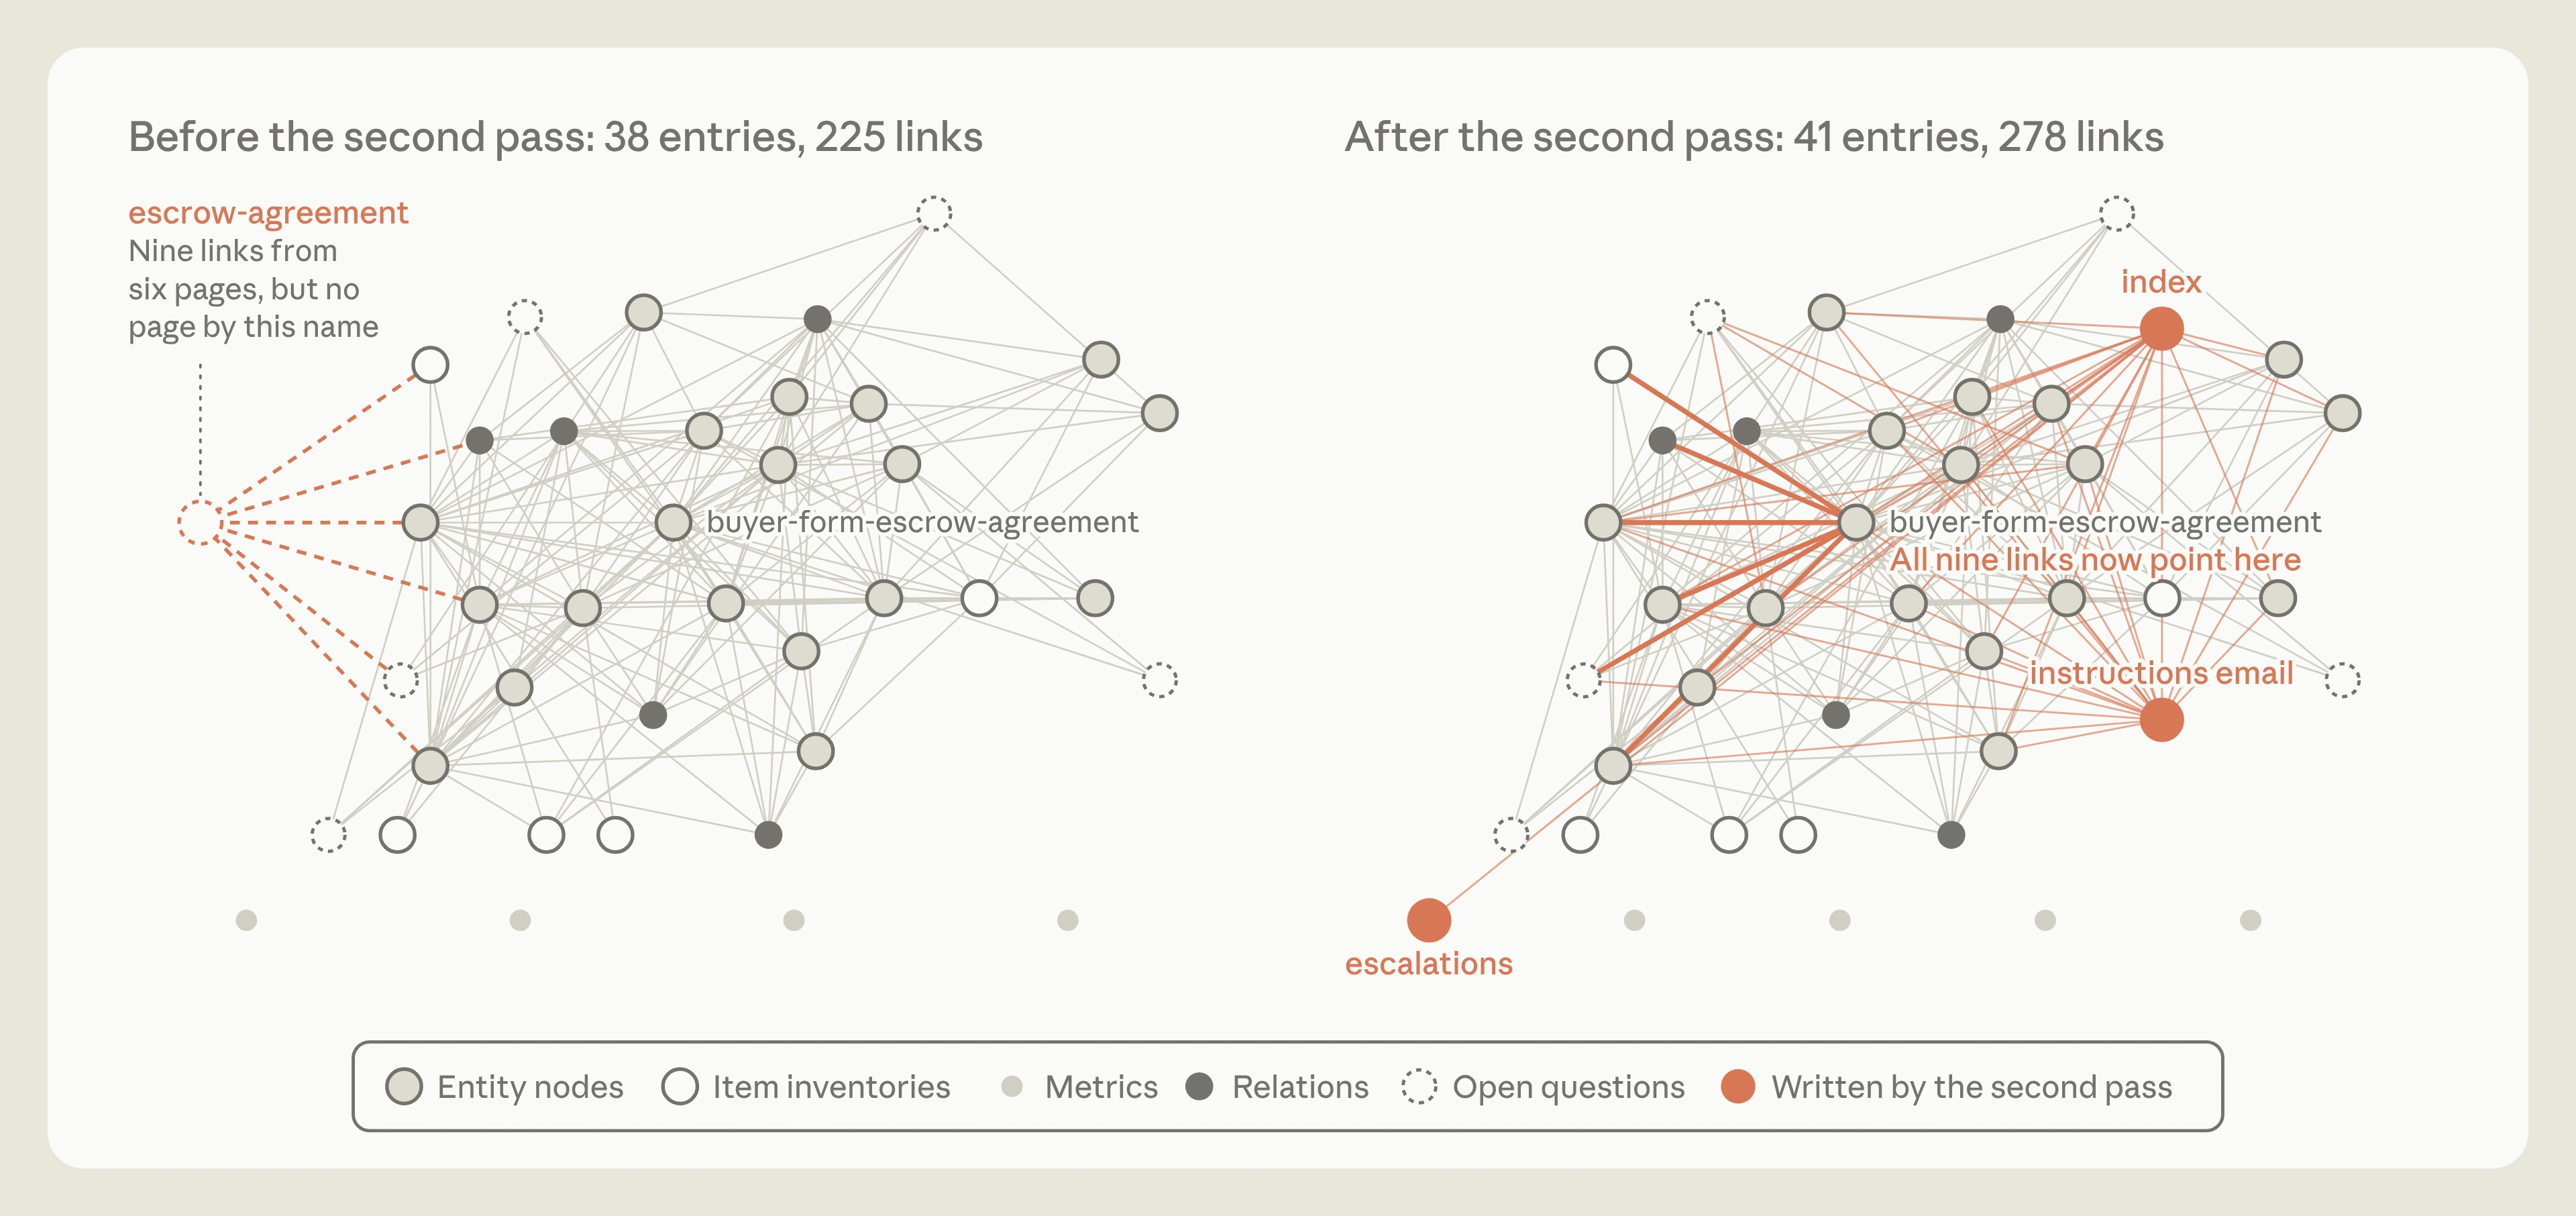 Before the second pass: 38 entries, 225 links
escrow-agreement
Nine links from
six pages, but no
page by this name
buyer-form-escrow-agreement
After the second pass: 41 entries, 278 links
index
buyer-form-escrow-agreement
All nine links now point here
instructions email
escalations
Entity nodes
Item inventories
Metrics
Relations
Open questions
Written by the second pass